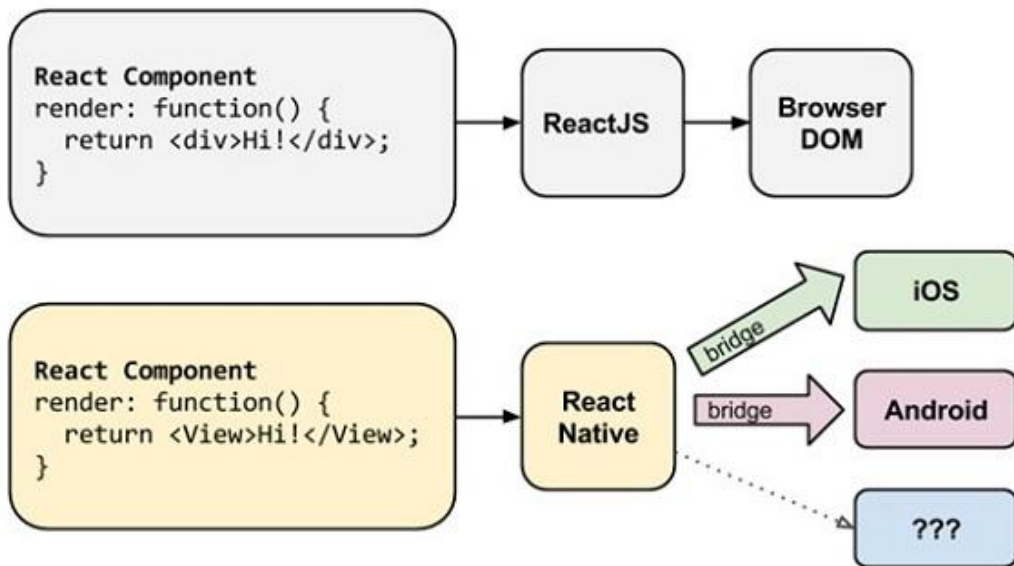 React Component
render: function() {
  return <div>Hi!</div>;
}
ReactJS
Browser
DOM
React Component
render: function() {
  return <View>Hi!</View>;
}
React
Native
bridge
iOS
bridge
Android
???